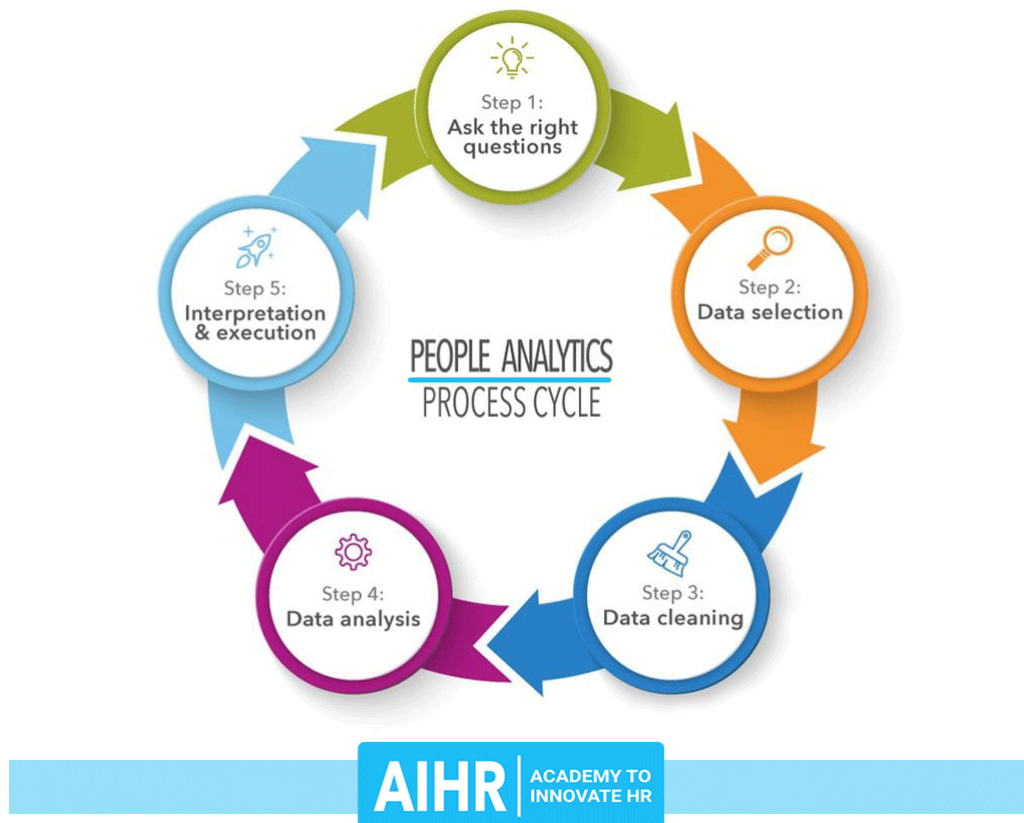 Step 1:
Ask the right
questions
Step 2:
Data selection
Step 3:
Data cleaning
Step 4:
Data analysis
Step 5:
Interpretation
& execution
PEOPLE ANALYTICS
PROCESS CYCLE
AIHR
ACADEMY TO
INNOVATE HR